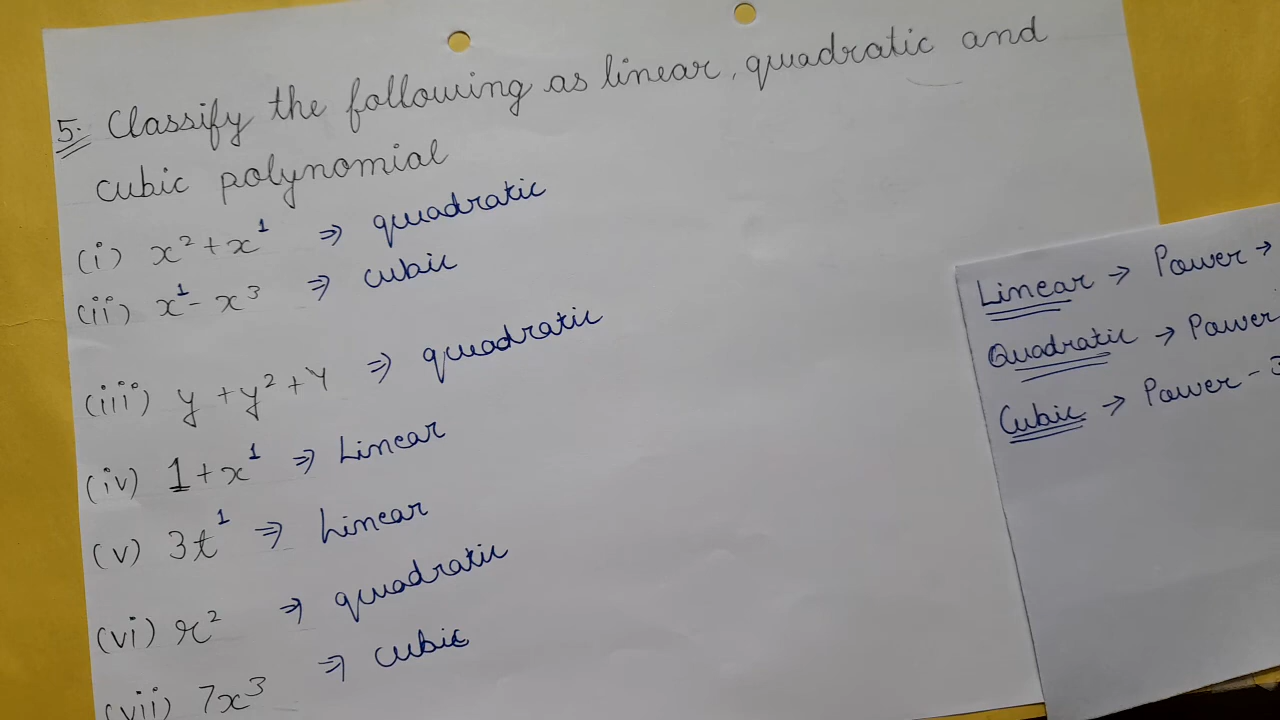 5. Classify the following as linear, quadratic and
cubic polynomial
(i) x² + x¹ ⇒ quadratic
(ii) x¹ - x³ ⇒ cubic
(iii) y + y² + 4 ⇒ quadratic
(iv) 1 + x¹ ⇒ Linear
(v) 3t¹ ⇒ Linear
(vi) r² ⇒ quadratic
(vii) 7x³ ⇒ cubic
Linear → Power →
Quadratic → Power
Cubic → Power - 3